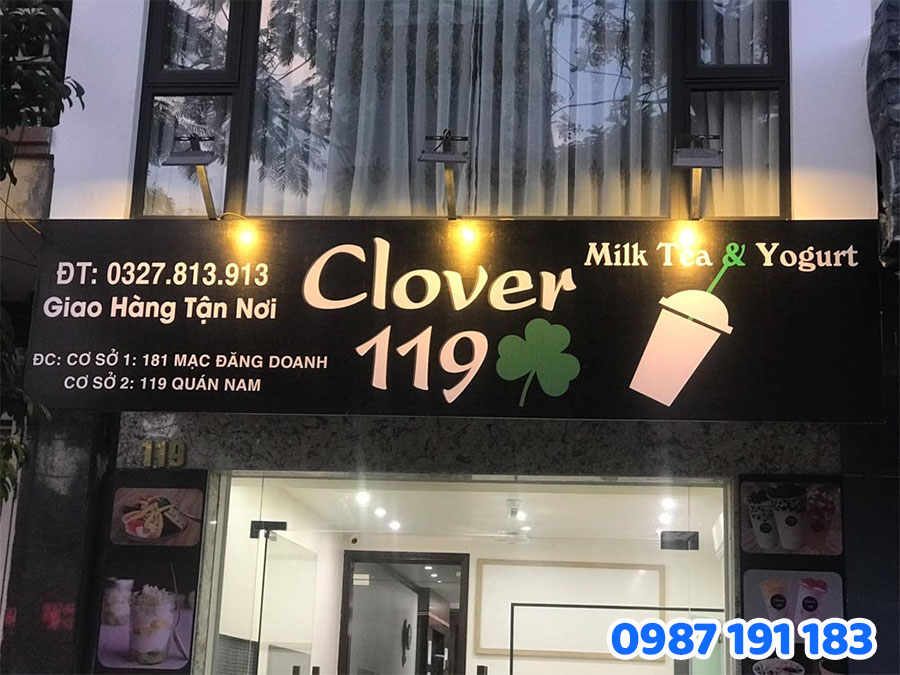 ĐT: 0327.813.913
Giao Hàng Tận Nơi
ĐC: CƠ SỞ 1: 181 MẠC ĐĂNG DOANH
CƠ SỞ 2: 119 QUÁN NAM
Clover
119
Milk Tea & Yogurt
119
0987 191 183